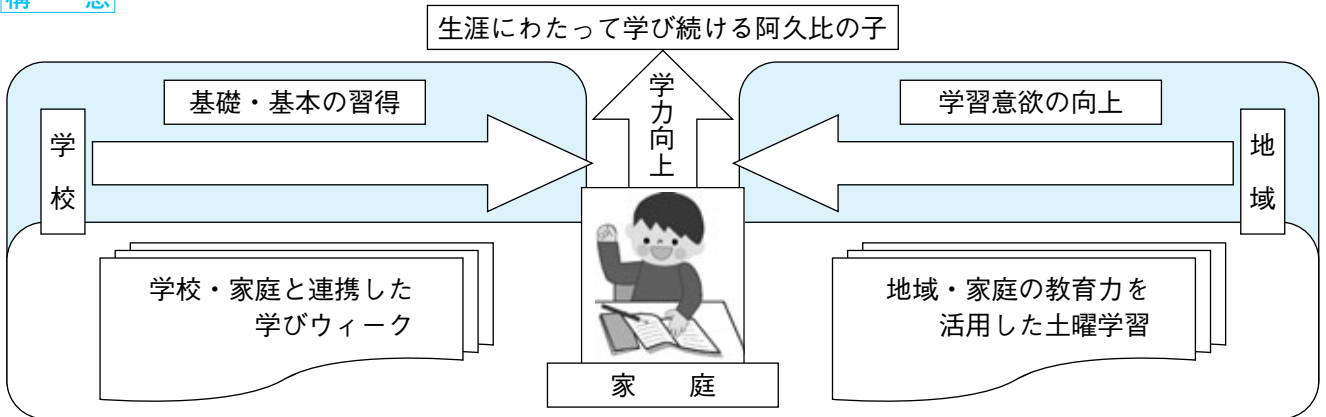 構　想
生涯にわたって学び続ける阿久比の子
基礎・基本の習得
学力向上
学習意欲の向上
学校
地域
学校・家庭と連携した
学びウィーク
地域・家庭の教育力を
活用した土曜学習
家　庭